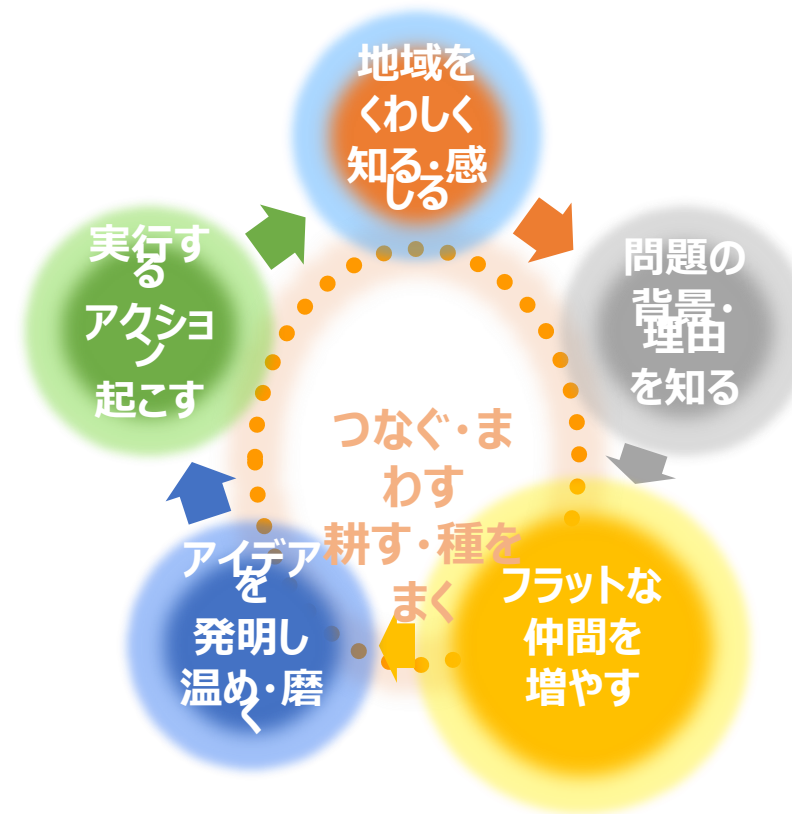 地域を
くわしく
知る・感
じる
問題の
背景・
理由
を知る
フラットな
仲間を
増やす
アイデア
を
発明し
温め・磨
く
実行す
る
アクショ
ン
起こす
つなぐ・ま
わす
耕す・種を
まく